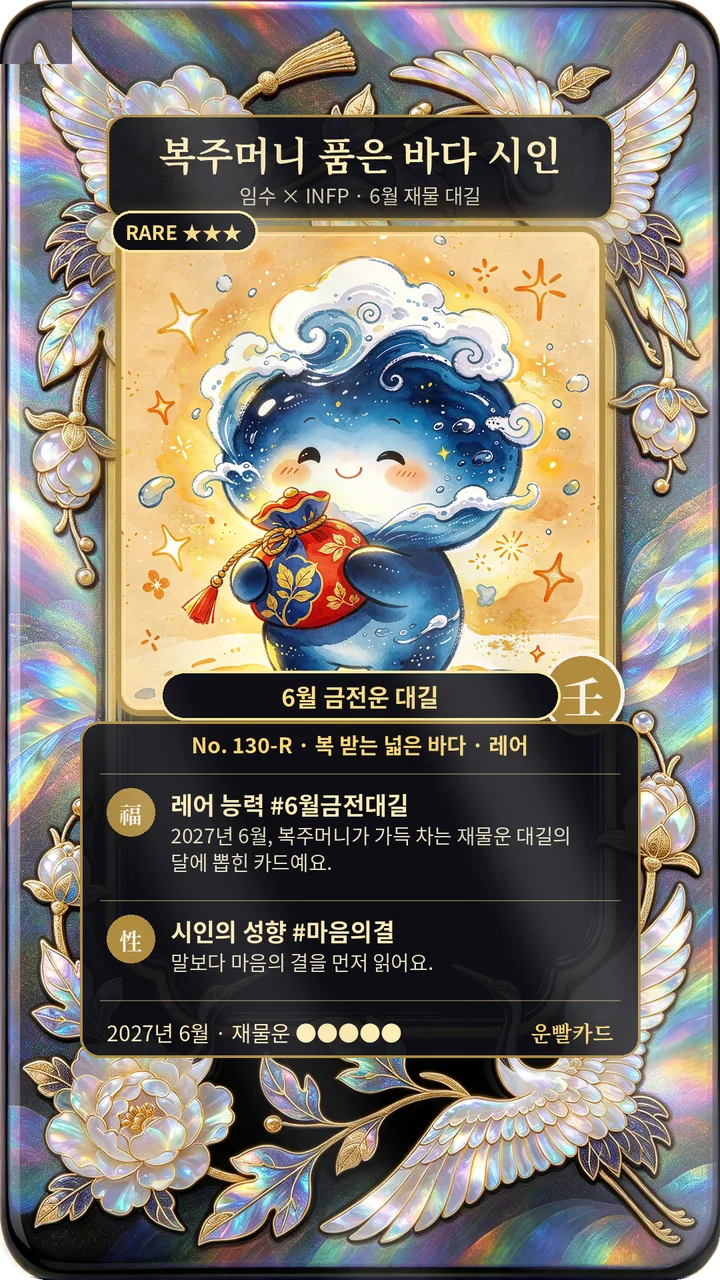 복주머니 품은 바다 시인
임수 × INFP · 6월 재물 대길
RARE ★★★
6월 금전운 대길
壬
No. 130-R · 복 받는 넓은 바다 · 레어
福
레어 능력 #6월금전대길
2027년 6월, 복주머니가 가득 차는 재물운 대길의
달에 뽑힌 카드예요.
性
시인의 성향 #마음의결
말보다 마음의 결을 먼저 읽어요.
2027년 6월 · 재물운 ●●●●●
운빨카드